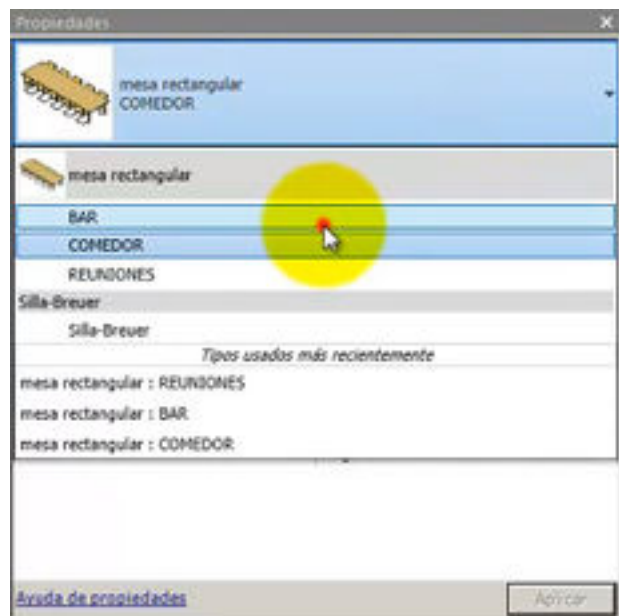 Propiedades
mesa rectangular
COMEDOR
mesa rectangular
BAR
COMEDOR
REUNIONES
Silla-Breuer
Silla-Breuer
Tipos usados más recientemente
mesa rectangular : REUNIONES
mesa rectangular : BAR
mesa rectangular : COMEDOR
Ayuda de propiedades
Aplicar